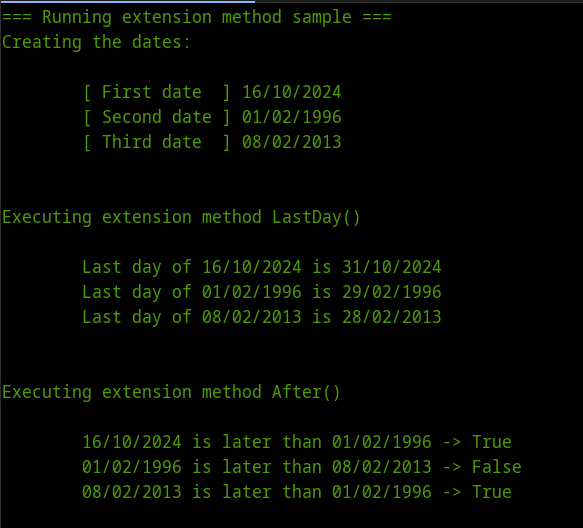 === Running extension method sample ===
Creating the dates:
[ First date  ] 16/10/2024
[ Second date ] 01/02/1996
[ Third date  ] 08/02/2013
Executing extension method LastDay()
Last day of 16/10/2024 is 31/10/2024
Last day of 01/02/1996 is 29/02/1996
Last day of 08/02/2013 is 28/02/2013
Executing extension method After()
16/10/2024 is later than 01/02/1996 -> True
01/02/1996 is later than 08/02/2013 -> False
08/02/2013 is later than 01/02/1996 -> True